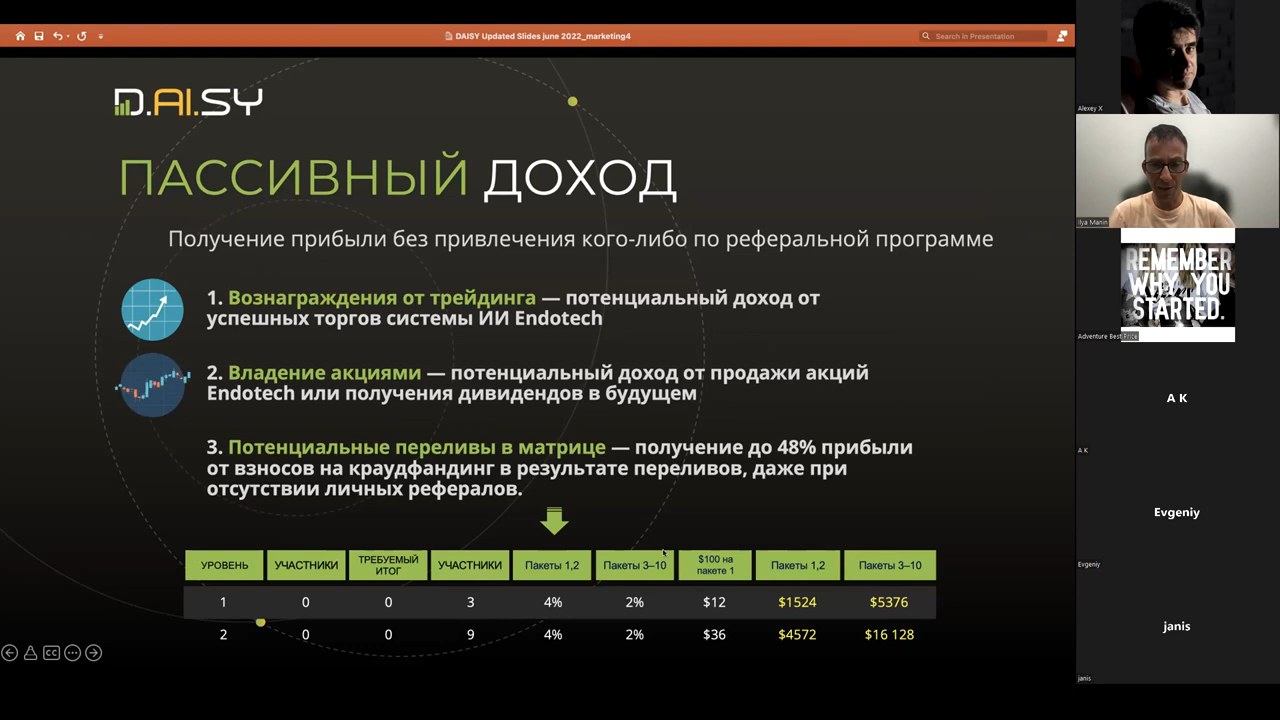 DAISY Updated Slides june 2022_marketing4
Search in Presentation
D.AI.SY
ПАССИВНЫЙ ДОХОД
Получение прибыли без привлечения кого-либо по реферальной программе
1. Вознаграждения от трейдинга — потенциальный доход от
успешных торгов системы ИИ Endotech
2. Владение акциями — потенциальный доход от продажи акций
Endotech или получения дивидендов в будущем
3. Потенциальные переливы в матрице — получение до 48% прибыли
от взносов на краудфандинг в результате переливов, даже при
отсутствии личных рефералов.
УРОВЕНЬ УЧАСТНИКИ ТРЕБУЕМЫЙ ИТОГ УЧАСТНИКИ Пакеты 1,2 Пакеты 3–10 $100 на пакете 1 Пакеты 1,2 Пакеты 3–10
1 0 0 3 4% 2% $12 $1524 $5376
2 0 0 9 4% 2% $36 $4572 $16 128
CC
Alexey X
Ilya Manin
REMEMBER
WHY YOU
STARTED.
Adventure Best Price
A K
A K
Evgeniy
Evgeniy
janis
janis